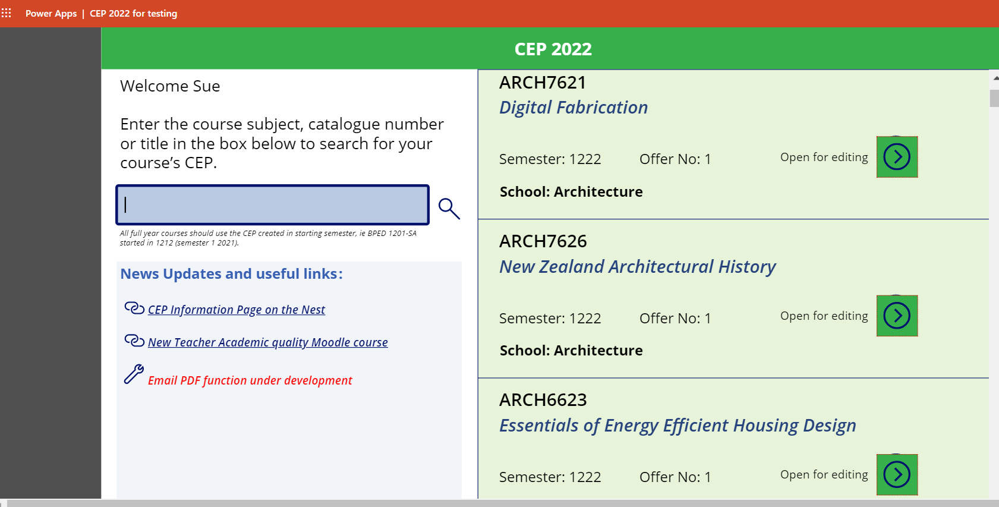 Power Apps | CEP 2022 for testing
CEP 2022
Welcome Sue
Enter the course subject, catalogue number
or title in the box below to search for your
course’s CEP.
All full year courses should use the CEP created in starting semester, ie BPED 1201-SA
started in 1212 (semester 1 2021).
News Updates and useful links:
CEP Information Page on the Nest
New Teacher Academic quality Moodle course
Email PDF function under development
ARCH7621
Digital Fabrication
Semester: 1222 Offer No: 1 Open for editing
School: Architecture
ARCH7626
New Zealand Architectural History
Semester: 1222 Offer No: 1 Open for editing
School: Architecture
ARCH6623
Essentials of Energy Efficient Housing Design
Semester: 1222 Offer No: 1 Open for editing